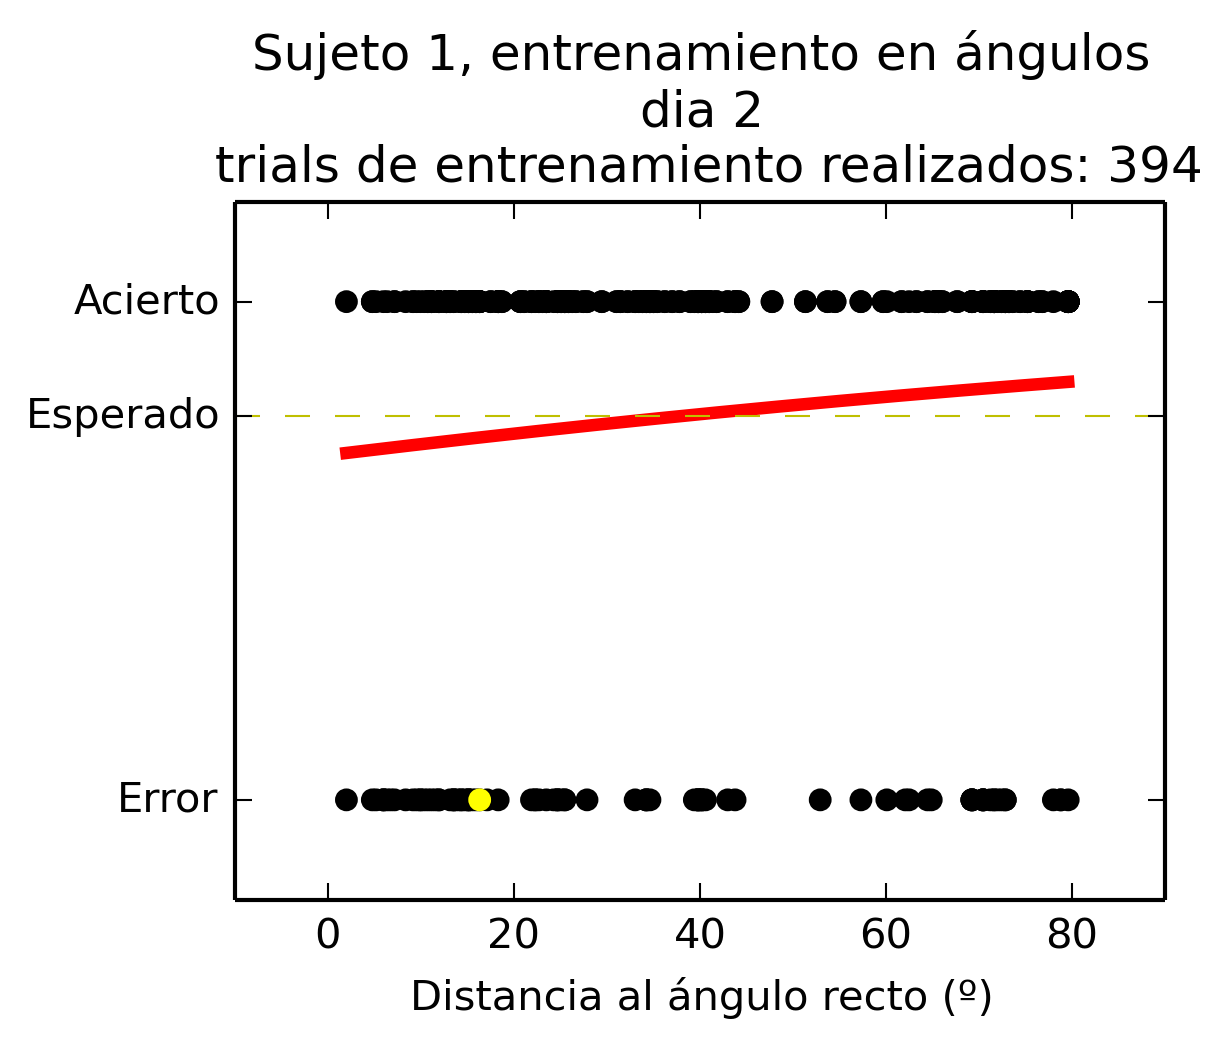 Sujeto 1, entrenamiento en ángulos
dia 2
trials de entrenamiento realizados: 394
Acierto
Esperado
Error
0 20 40 60 80
Distancia al ángulo recto (º)